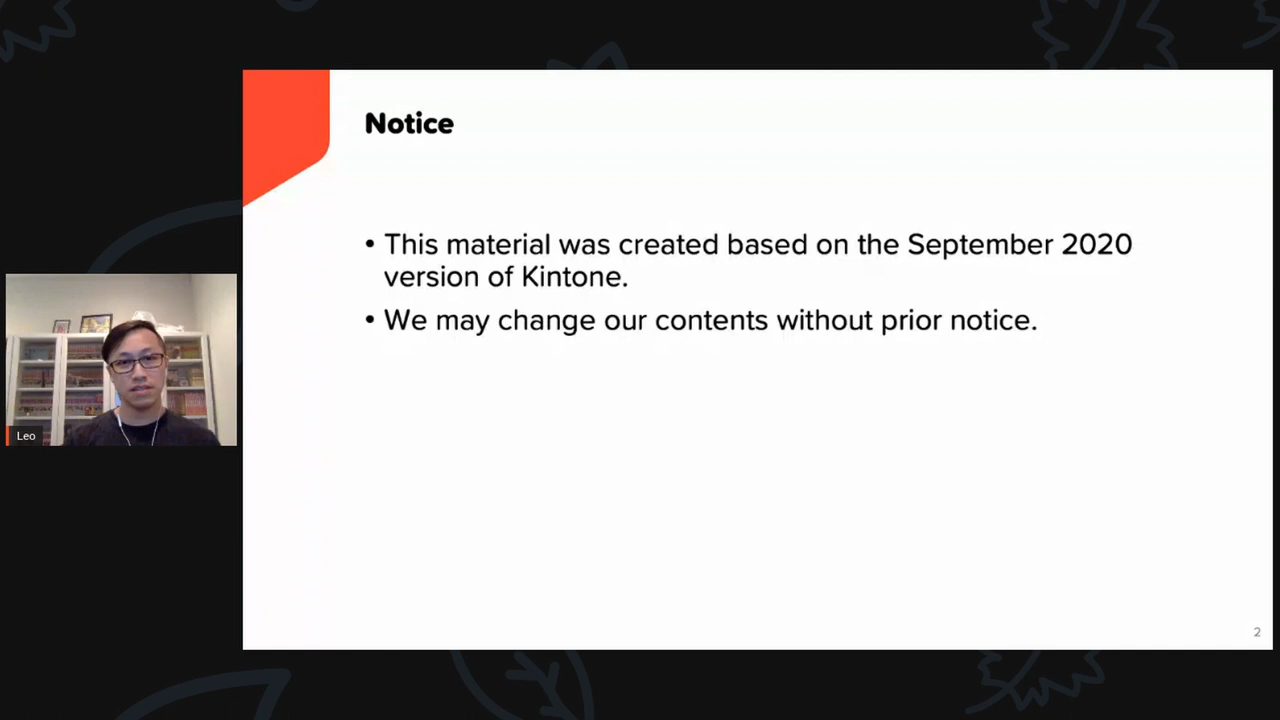 Notice
• This material was created based on the September 2020
version of Kintone.
• We may change our contents without prior notice.
Leo
2